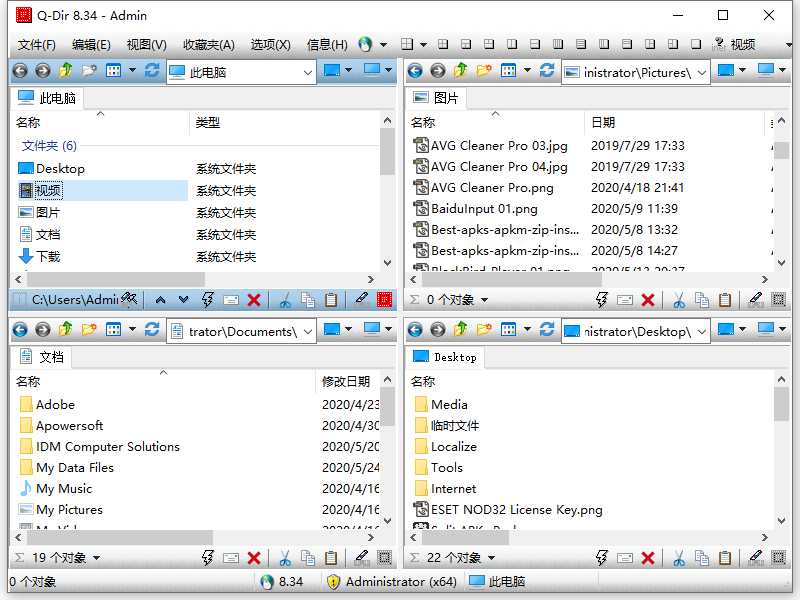 Q-Dir 8.34 - Admin
文件(F) 编辑(E) 视图(V) 收藏夹(A) 选项(X) 信息(H) 视频
此电脑
此电脑
名称 类型
文件夹 (6)
Desktop 系统文件夹
视频 系统文件夹
图片 系统文件夹
文档 系统文件夹
下载 系统文件夹
C:\Users\Admin
inistrator\Pictures\
图片
名称 日期
AVG Cleaner Pro 03.jpg 2019/7/29 17:33
AVG Cleaner Pro 04.jpg 2019/7/29 17:33
AVG Cleaner Pro.png 2020/4/18 21:41
BaiduInput 01.png 2020/5/9 11:39
Best-apks-apkm-zip-ins... 2020/5/8 13:32
Best-apks-apkm-zip-ins... 2020/5/8 14:27
BlackBird Player 01.png 2020/5/13 20:37
Σ 0 个对象
trator\Documents\
文档
名称 修改日期
Adobe 2020/4/23
Apowersoft 2020/4/30
IDM Computer Solutions 2020/5/20
My Data Files 2020/5/24
My Music 2020/4/16
My Pictures 2020/4/16
Σ 19 个对象
nistrator\Desktop\
Desktop
名称
Media
临时文件
Localize
Tools
Internet
ESET NOD32 License Key.png
Σ 22 个对象
0 个对象 8.34 Administrator (x64) 此电脑